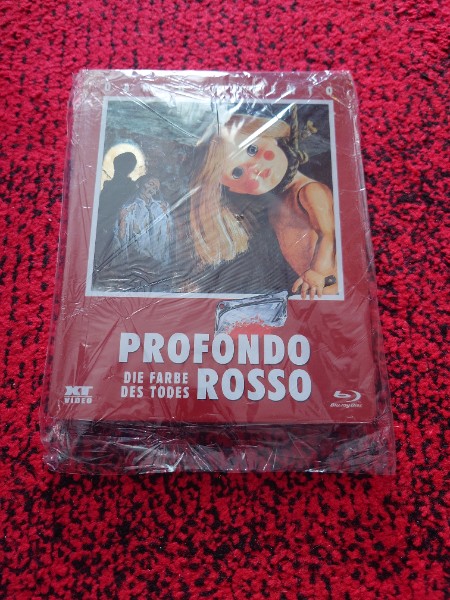 PROFONDO
DIE FARBE
DES TODES
ROSSO
XT
VIDEO
Blu-ray Disc